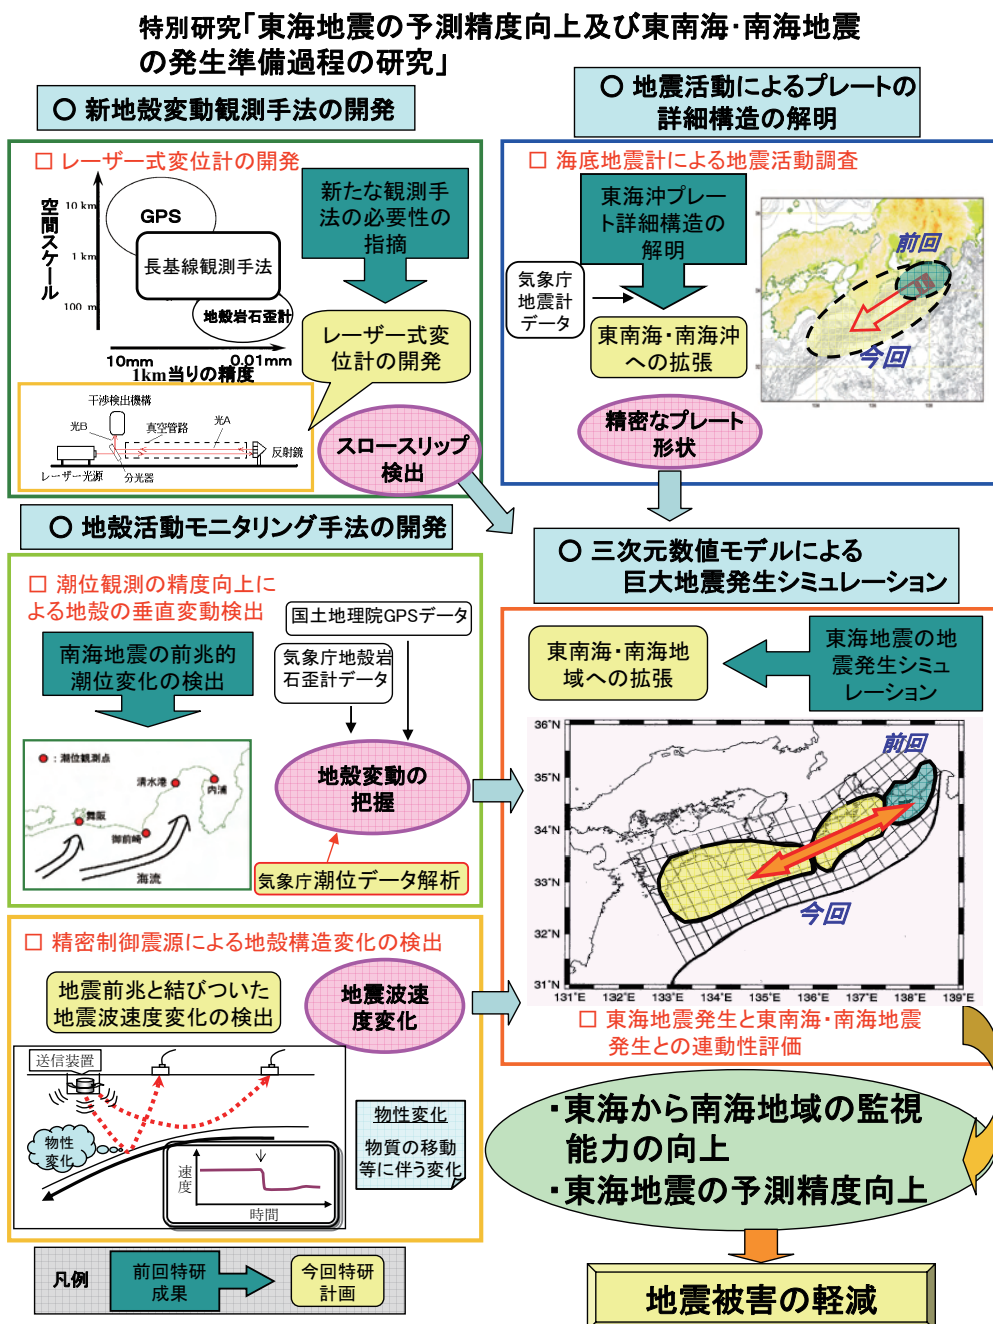 特別研究「東海地震の予測精度向上及び東南海・南海地震
の発生準備過程の研究」
○ 新地殻変動観測手法の開発
□ レーザー式変位計の開発
空間スケール
10 km
1 km
100 m
GPS
長基線観測手法
地殻岩石歪計
10mm
0.01mm
1km当りの精度
新たな観測手
法の必要性の
指摘
レーザー式変
位計の開発
干渉検出機構
光B
真空管路
光A
反射鏡
レーザー光源
分光器
スロースリップ
検出
○ 地震活動によるプレートの
詳細構造の解明
□ 海底地震計による地震活動調査
東海沖プレー
ト詳細構造の
解明
気象庁
地震計
データ
東南海・南海沖
への拡張
精密なプレート
形状
前回
今回
○ 地殻活動モニタリング手法の開発
□ 潮位観測の精度向上に
よる地殻の垂直変動検出
南海地震の前兆的
潮位変化の検出
国土地理院GPSデータ
気象庁地殻岩
石歪計データ
●：潮位観測点
清水港
内浦
舞阪
御前崎
海流
地殻変動の
把握
気象庁潮位データ解析
□ 精密制御震源による地殻構造変化の検出
地震前兆と結びついた
地震波速度変化の検出
地震波速
度変化
送信装置
物性
変化
速度
時間
物性変化
物質の移動
等に伴う変化
○ 三次元数値モデルによる
巨大地震発生シミュレーション
東南海・南海地
域への拡張
東海地震の地
震発生シミュ
レーション
36°N
35°N
34°N
33°N
32°N
31°N
131°E
132°E
133°E
134°E
135°E
136°E
137°E
138°E
139°E
前回
今回
□ 東海地震発生と東南海・南海地震
発生との連動性評価
・東海から南海地域の監視
能力の向上
・東海地震の予測精度向上
地震被害の軽減
凡例
前回特研
成果
今回特研
計画